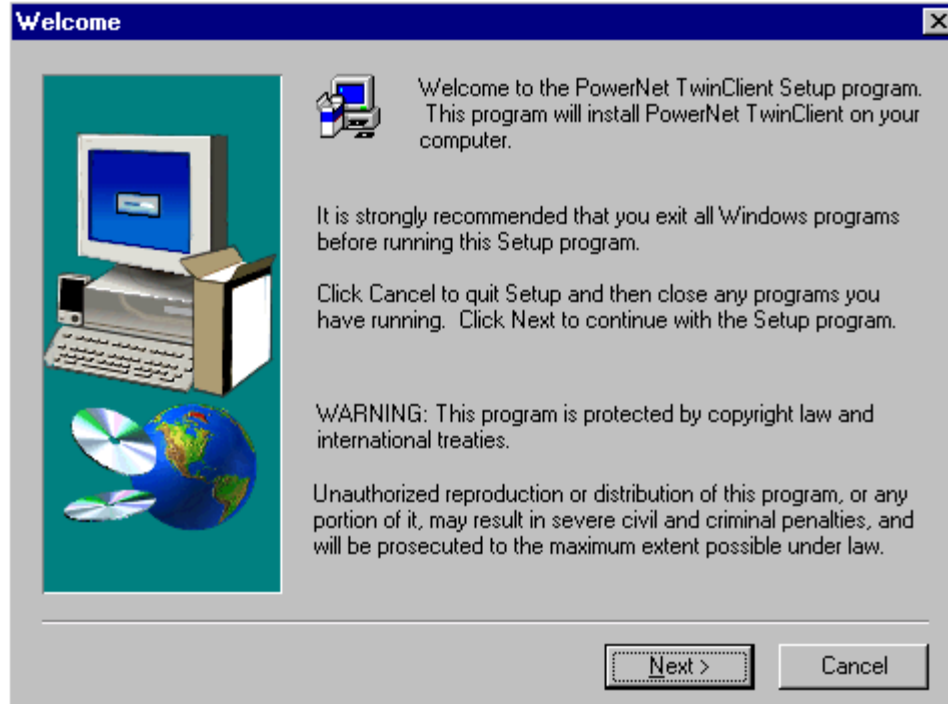 Welcome
Welcome to the PowerNet TwinClient Setup program.
This program will install PowerNet TwinClient on your
computer.
It is strongly recommended that you exit all Windows programs
before running this Setup program.
Click Cancel to quit Setup and then close any programs you
have running.  Click Next to continue with the Setup program.
WARNING: This program is protected by copyright law and
international treaties.
Unauthorized reproduction or distribution of this program, or any
portion of it, may result in severe civil and criminal penalties, and
will be prosecuted to the maximum extent possible under law.
Next >
Cancel